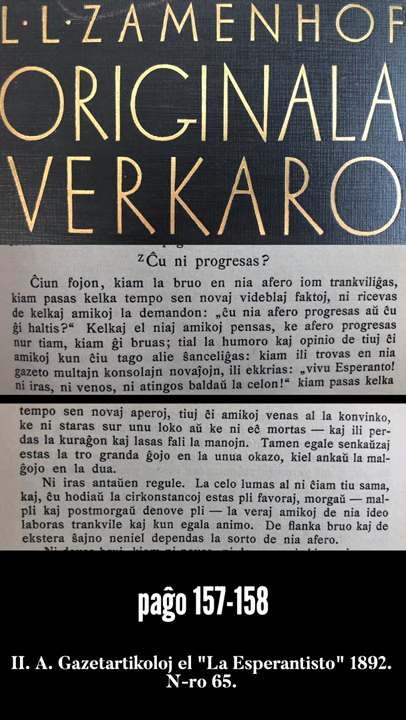 L·L·ZAMENHOF
ORIGINALA
VERKARO
ᶻĈu ni progresas?
Ĉiun fojon, kiam la bruo en nia afero iom trankviliĝas,
kiam pasas kelka tempo sen novaj videblaj faktoj, ni ricevas
de kelkaj amikoj la demandon: „ĉu nia afero progresas aŭ ĉu
ĝi haltis?“ Kelkaj el niaj amikoj pensas, ke afero progresas
nur tiam, kiam ĝi bruas; tial la humoro kaj opinio de tiuj ĉi
amikoj kun ĉiu tago alie ŝanceliĝas: kiam ili trovas en nia
gazeto multajn konsolajn novaĵojn, ili ekkrias: „vivu Esperanto!
ni iras, ni venos, ni atingos baldaŭ la celon!“ kiam pasas kelka
tempo sen novaj aperoj, tiuj ĉi amikoj venas al la konvinko,
ke ni staras sur unu loko aŭ ke ni eĉ mortas — kaj ili per-
das la kuraĝon kaj lasas fali la manojn. Tamen egale senkaŭzaj
estas la tro granda ĝojo en la unua okazo, kiel ankaŭ la mal-
ĝojo en la dua.
Ni iras antaŭen regule. La celo lumas al ni ĉiam tiu sama,
kaj, ĉu hodiaŭ la cirkonstancoj estas pli favoraj, morgaŭ — mal-
pli kaj postmorgaŭ denove pli — la veraj amikoj de nia ideo
laboras trankvile kaj kun egala animo. De flanka bruo kaj de
ekstera ŝajno neniel dependas la sorto de nia afero.
paĝo 157-158
II. A. Gazetartikoloj el "La Esperantisto" 1892.
N-ro 65.